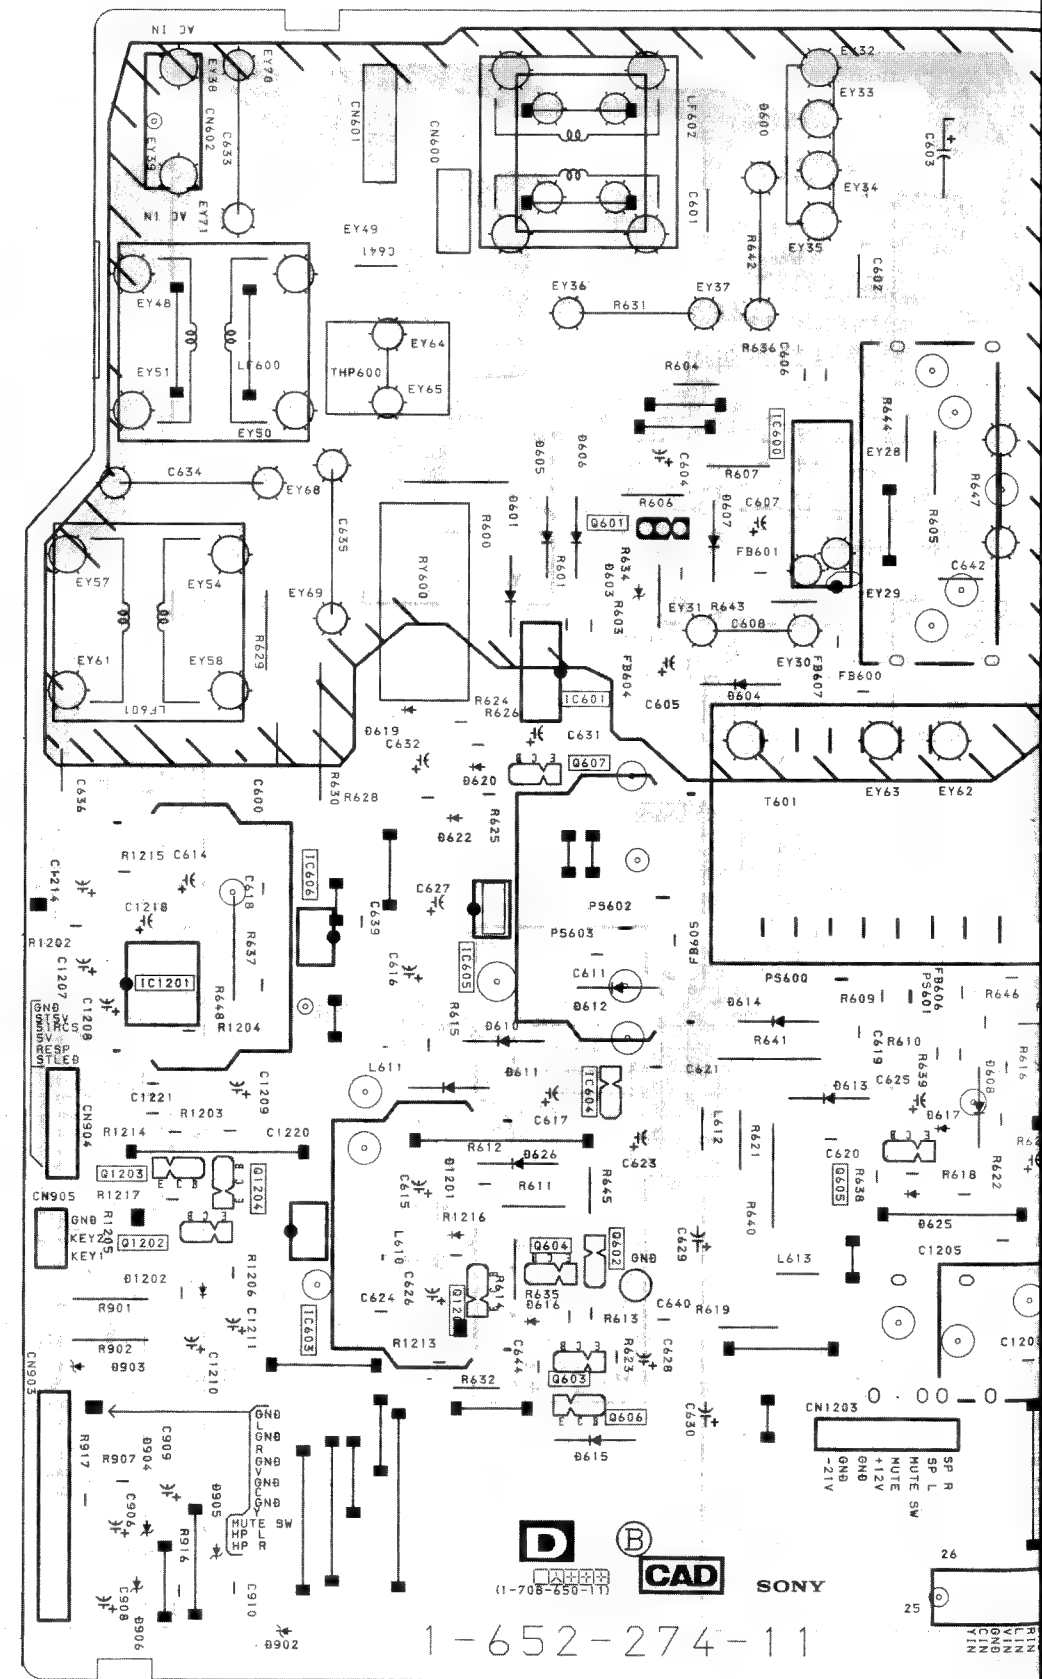 AC IN
EY38
EY70
EY32
EY33
CN602
C633
CN601
CN600
LF602
D600
C603
EY39
EY34
AC IN
EY71
EY49
C641
C601
EY35
R642
C602
EY48
EY36
R631
EY37
EY51
LF600
THP600
EY64
EY65
R636
C606
R604
EY50
IC600
R644
EY28
C634
EY68
D605
D606
C604
R607
R647
C635
D601
R600
R606
C607
D607
Q601
R605
FB601
EY57
EY54
RY600
R601
R634
D603
R603
C642
EY69
EY31
R643
EY29
C608
EY61
EY58
R629
FB604
EY30
FB607
FB600
LF601
R624
R626
IC601
C605
D604
D619
C632
C631
Q607
D620
E C B
C636
C600
R630
R628
T601
EY63
EY62
D622
R625
R1215
C614
IC606
C1214
C618
C627
C1218
C639
PS602
R1202
R637
PS603
FB605
C1207
IC1201
C616
IC605
C611
PS600
FB606
PS601
GND
ST5V
SIRCS
5V
RESP
STLED
C1208
R648
R1204
R615
D610
D612
D614
R609
R646
R641
C619
R610
L611
D611
IC604
C621
R639
D608
R616
C1221
C1209
D613
C625
CN904
R1203
C617
D617
R1214
C1220
R612
D626
C623
L612
R621
C620
Q1203
E C B
Q1204
B C E
C615
D1201
R611
R645
Q605
R638
R618
R622
CN905
R1217
GND
KEY2
KEY1
R1205
Q1202
E C B
R1216
R640
D625
D1202
R1206
L610
Q604
Q602
GND
C629
L613
C1205
R901
C1211
IC603
C624
C626
R614
R635
D616
R613
C640
R619
R902
R1213
C644
R623
C628
CN903
D903
C1210
Q603
R632
E C B
Q606
C630
CN1203
GND
L
GND
R
GND
V
GND
C
GND
Y
MUTE SW
HP L
HP R
R917
R907
D904
C909
D905
D615
-21V
GND
GND
+12V
MUTE
MUTE SW
SP L
SP R
C906
R916
D
B
CAD
SONY
(1-708-650-11)
26
25
C908
D906
C910
D902
1-652-274-11
YIN
CIN
GND
VIN
LIN
RIN